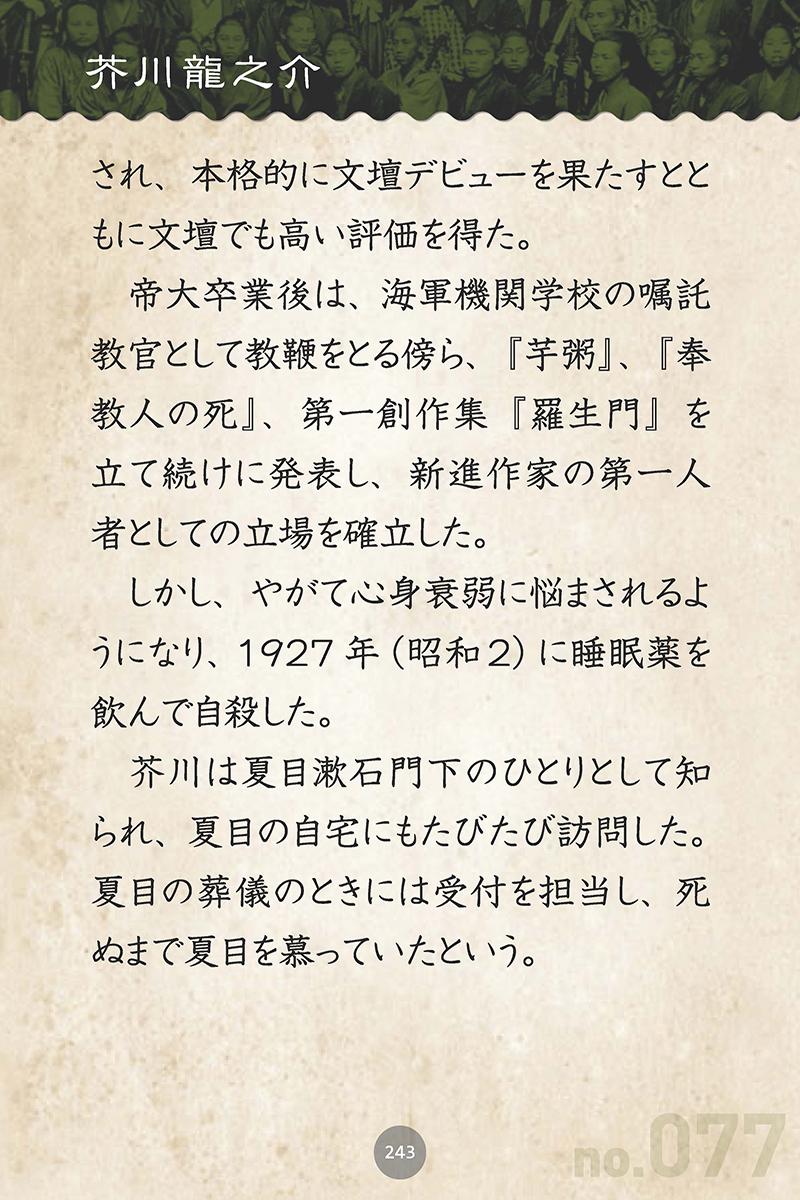 芥川龍之介
され、本格的に文壇デビューを果たすとと
もに文壇でも高い評価を得た。
　帝大卒業後は、海軍機関学校の嘱託
教官として教鞭をとる傍ら、『芋粥』、『奉
教人の死』、第一創作集『羅生門』を
立て続けに発表し、新進作家の第一人
者としての立場を確立した。
　しかし、やがて心身衰弱に悩まされるよ
うになり、1927年（昭和2）に睡眠薬を
飲んで自殺した。
　芥川は夏目漱石門下のひとりとして知
られ、夏目の自宅にもたびたび訪問した。
夏目の葬儀のときには受付を担当し、死
ぬまで夏目を慕っていたという。
243
no.077